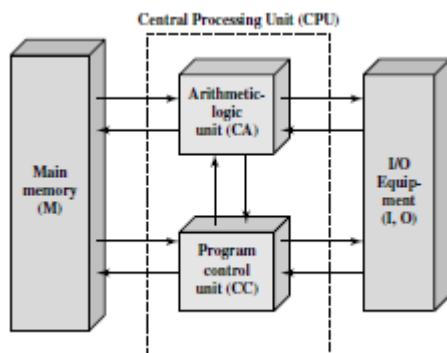 Central Processing Unit (CPU)
Arithmetic-
logic
unit (CA)
Main
memory
(M)
I/O
Equip-
ment
(I, O)
Program
control
unit (CC)